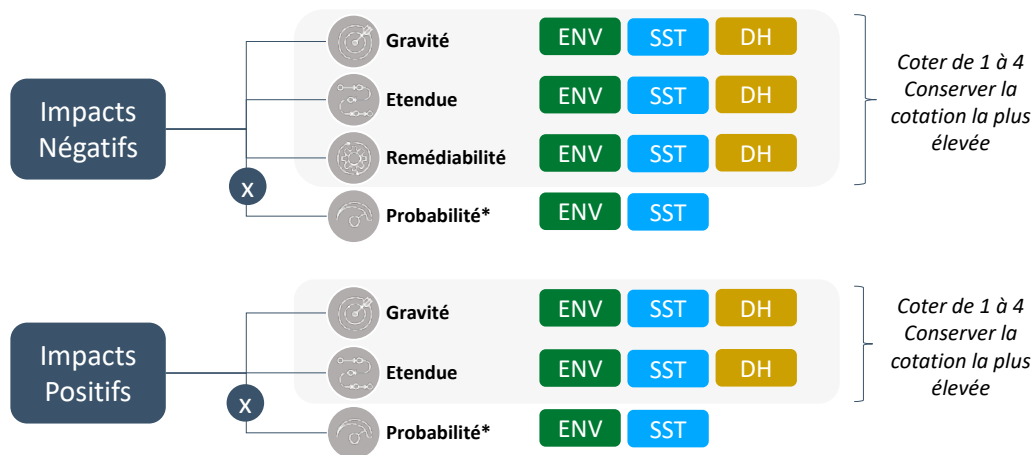 Impacts
Négatifs
x
Gravité ENV SST DH
Etendue ENV SST DH
Remédiabilité ENV SST DH
Probabilité* ENV SST
Coter de 1 à 4
Conserver la
cotation la plus
élevée
Impacts
Positifs
x
Gravité ENV SST DH
Etendue ENV SST DH
Probabilité* ENV SST
Coter de 1 à 4
Conserver la
cotation la plus
élevée